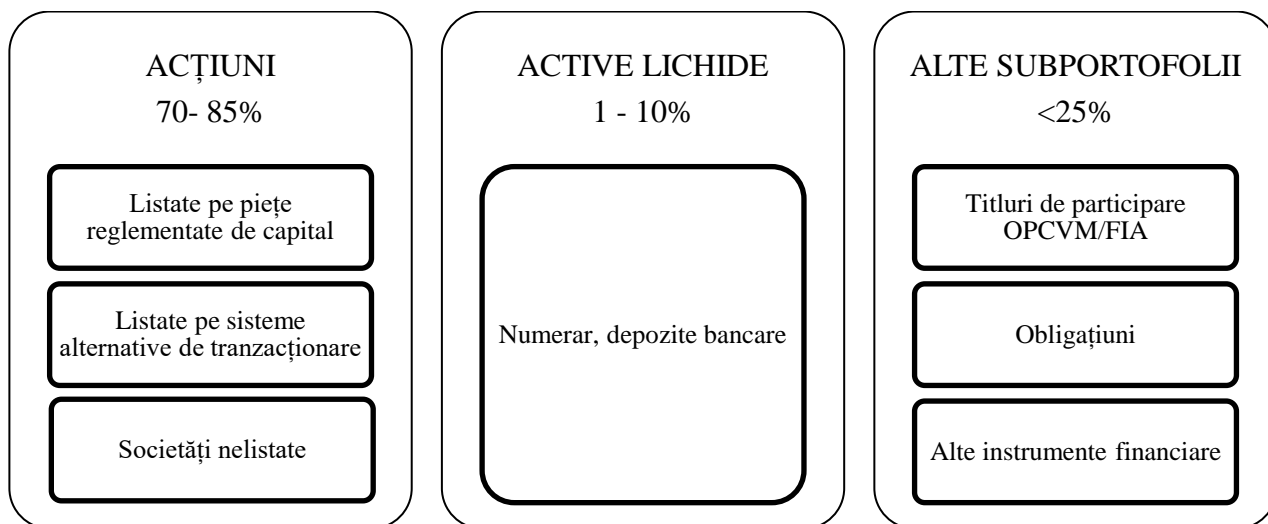 ACȚIUNI
70- 85%
Listate pe piețe
reglementate de capital
Listate pe sisteme
alternative de tranzacționare
Societăți nelistate
ACTIVE LICHIDE
1 - 10%
Numerar, depozite bancare
ALTE SUBPORTOFOLII
<25%
Titluri de participare
OPCVM/FIA
Obligațiuni
Alte instrumente financiare